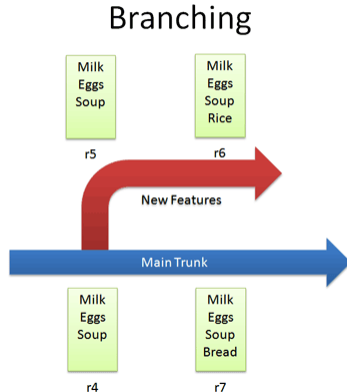 Branching
Milk
Eggs
Soup
r5
Milk
Eggs
Soup
Rice
r6
New Features
Main Trunk
Milk
Eggs
Soup
r4
Milk
Eggs
Soup
Bread
r7